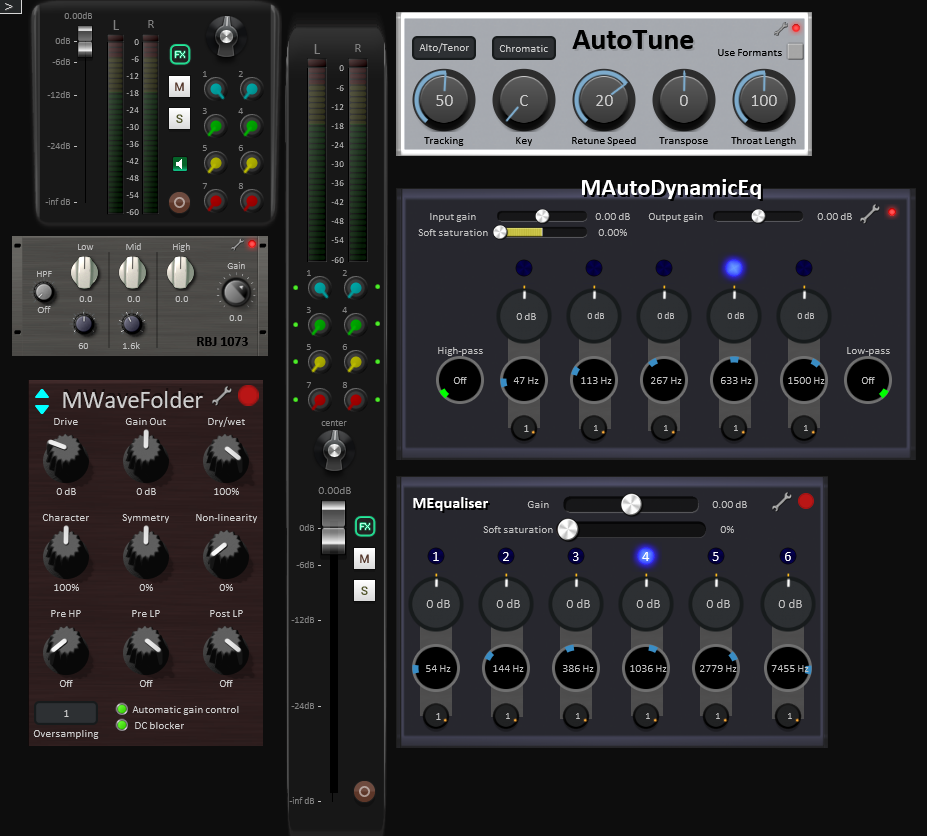 >
0.00dB
L R
0dB - 0
-6dB - -6
-12
-12dB - -18
-24
-30
-24dB - -36
-42
-48
-54
-inf dB - -60
FX
M
S
1 2
3 4
5 6
7 8
Low Mid High
HPF
Off
0.0 0.0 0.0
60 1.6k
Gain
0.0
RBJ 1073
MWaveFolder
Drive Gain Out Dry/wet
0 dB 0 dB 100%
Character Symmetry Non-linearity
100% 0% 0%
Pre HP Pre LP Post LP
Off Off Off
1
Oversampling
Automatic gain control
DC blocker
L R
0
-6
-12
-18
-24
-30
-36
-42
-48
-54
-60
1 2
3 4
5 6
7 8
center
0.00dB
0dB -
-6dB -
-12dB -
-24dB -
-inf dB -
FX
M
S
Alto/Tenor Chromatic AutoTune
Use Formants
50 C 20 0 100
Tracking Key Retune Speed Transpose Throat Length
MAutoDynamicEq
Input gain 0.00 dB Output gain 0.00 dB
Soft saturation 0.00%
0 dB 0 dB 0 dB 0 dB 0 dB
High-pass Low-pass
Off 47 Hz 113 Hz 267 Hz 633 Hz 1500 Hz Off
1 1 1 1 1
MEqualiser Gain 0.00 dB
Soft saturation 0%
1 2 3 4 5 6
0 dB 0 dB 0 dB 0 dB 0 dB 0 dB
54 Hz 144 Hz 386 Hz 1036 Hz 2779 Hz 7455 Hz
1 1 1 1 1 1